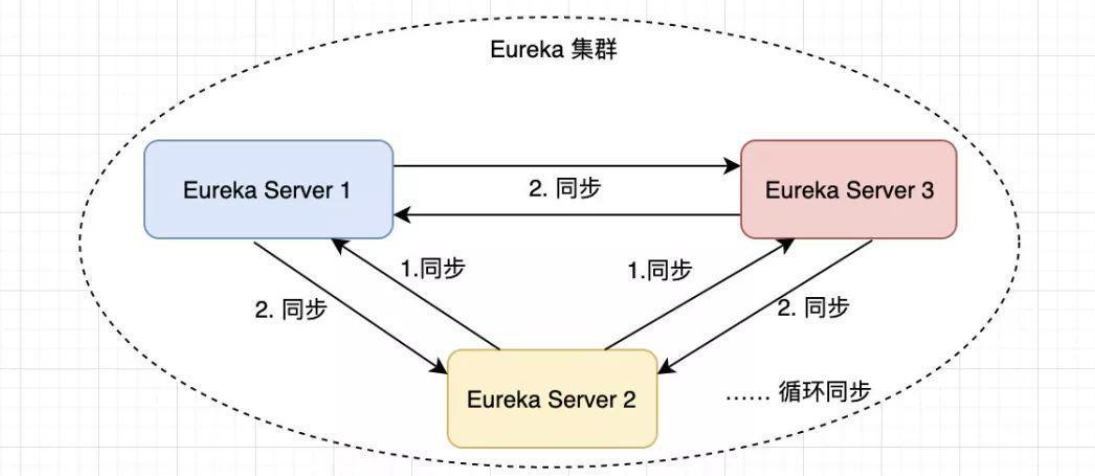 Eureka 集群
Eureka Server 1
2. 同步
Eureka Server 3
1.同步
1.同步
2. 同步
2. 同步
Eureka Server 2
…… 循环同步